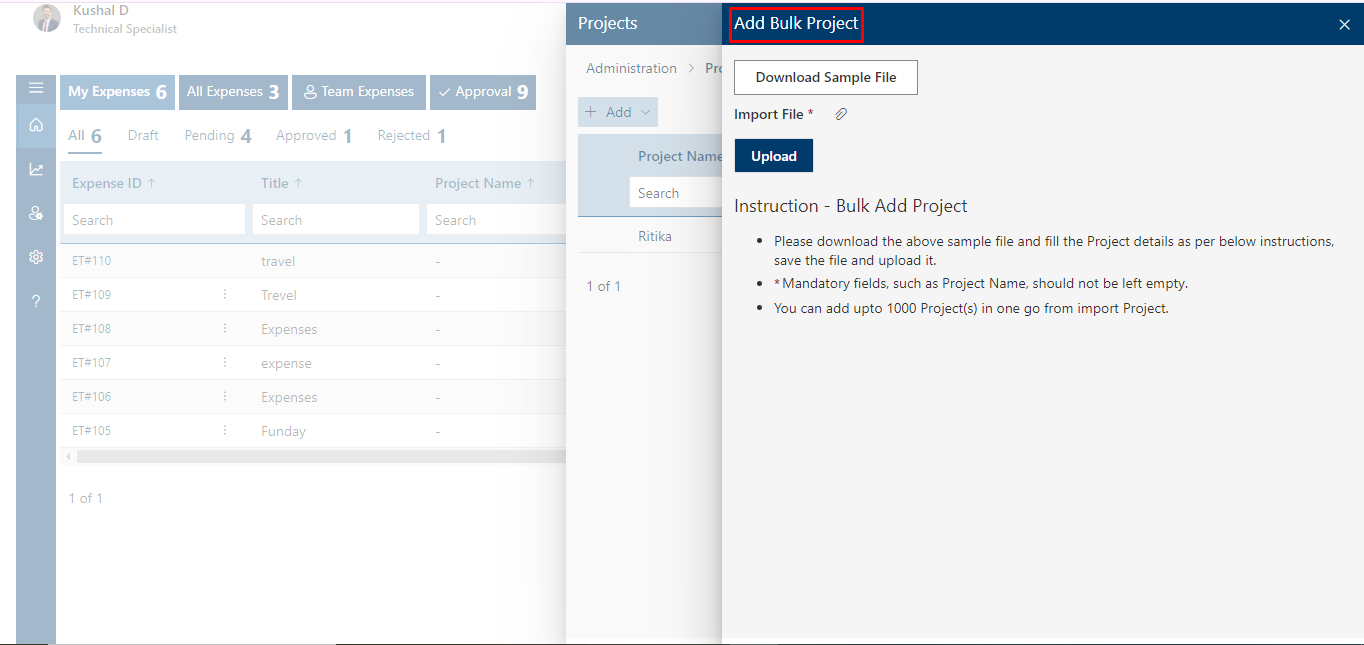 Kushal D
Technical Specialist
My Expenses 6
All Expenses 3
Team Expenses
Approval 9
All 6
Draft
Pending 4
Approved 1
Rejected 1
Expense ID ↑
Title ↑
Project Name ↑
Search
Search
Search
ET#110
travel
-
ET#109
Trevel
-
ET#108
Expenses
-
ET#107
expense
-
ET#106
Expenses
-
ET#105
Funday
-
1 of 1
Projects
Administration >
+ Add
Project Name
Search
Ritika
1 of 1
Add Bulk Project
Download Sample File
Import File *
Upload
Instruction - Bulk Add Project
• Please download the above sample file and fill the Project details as per below instructions,
save the file and upload it.
• * Mandatory fields, such as Project Name, should not be left empty.
• You can add upto 1000 Project(s) in one go from import Project.